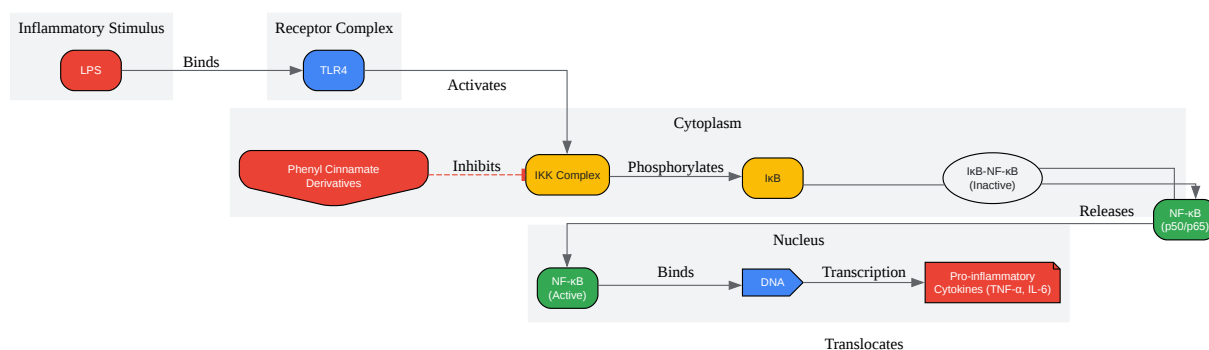 Inflammatory Stimulus
Receptor Complex
LPS
Binds
TLR4
Activates
Cytoplasm
Phenyl Cinnamate
Derivatives
Inhibits
IKK Complex
Phosphorylates
IκB
IκB-NF-κB
(Inactive)
Releases
NF-κB
(p50/p65)
Nucleus
NF-κB
(Active)
Binds
DNA
Transcription
Pro-inflammatory
Cytokines (TNF-α, IL-6)
Translocates